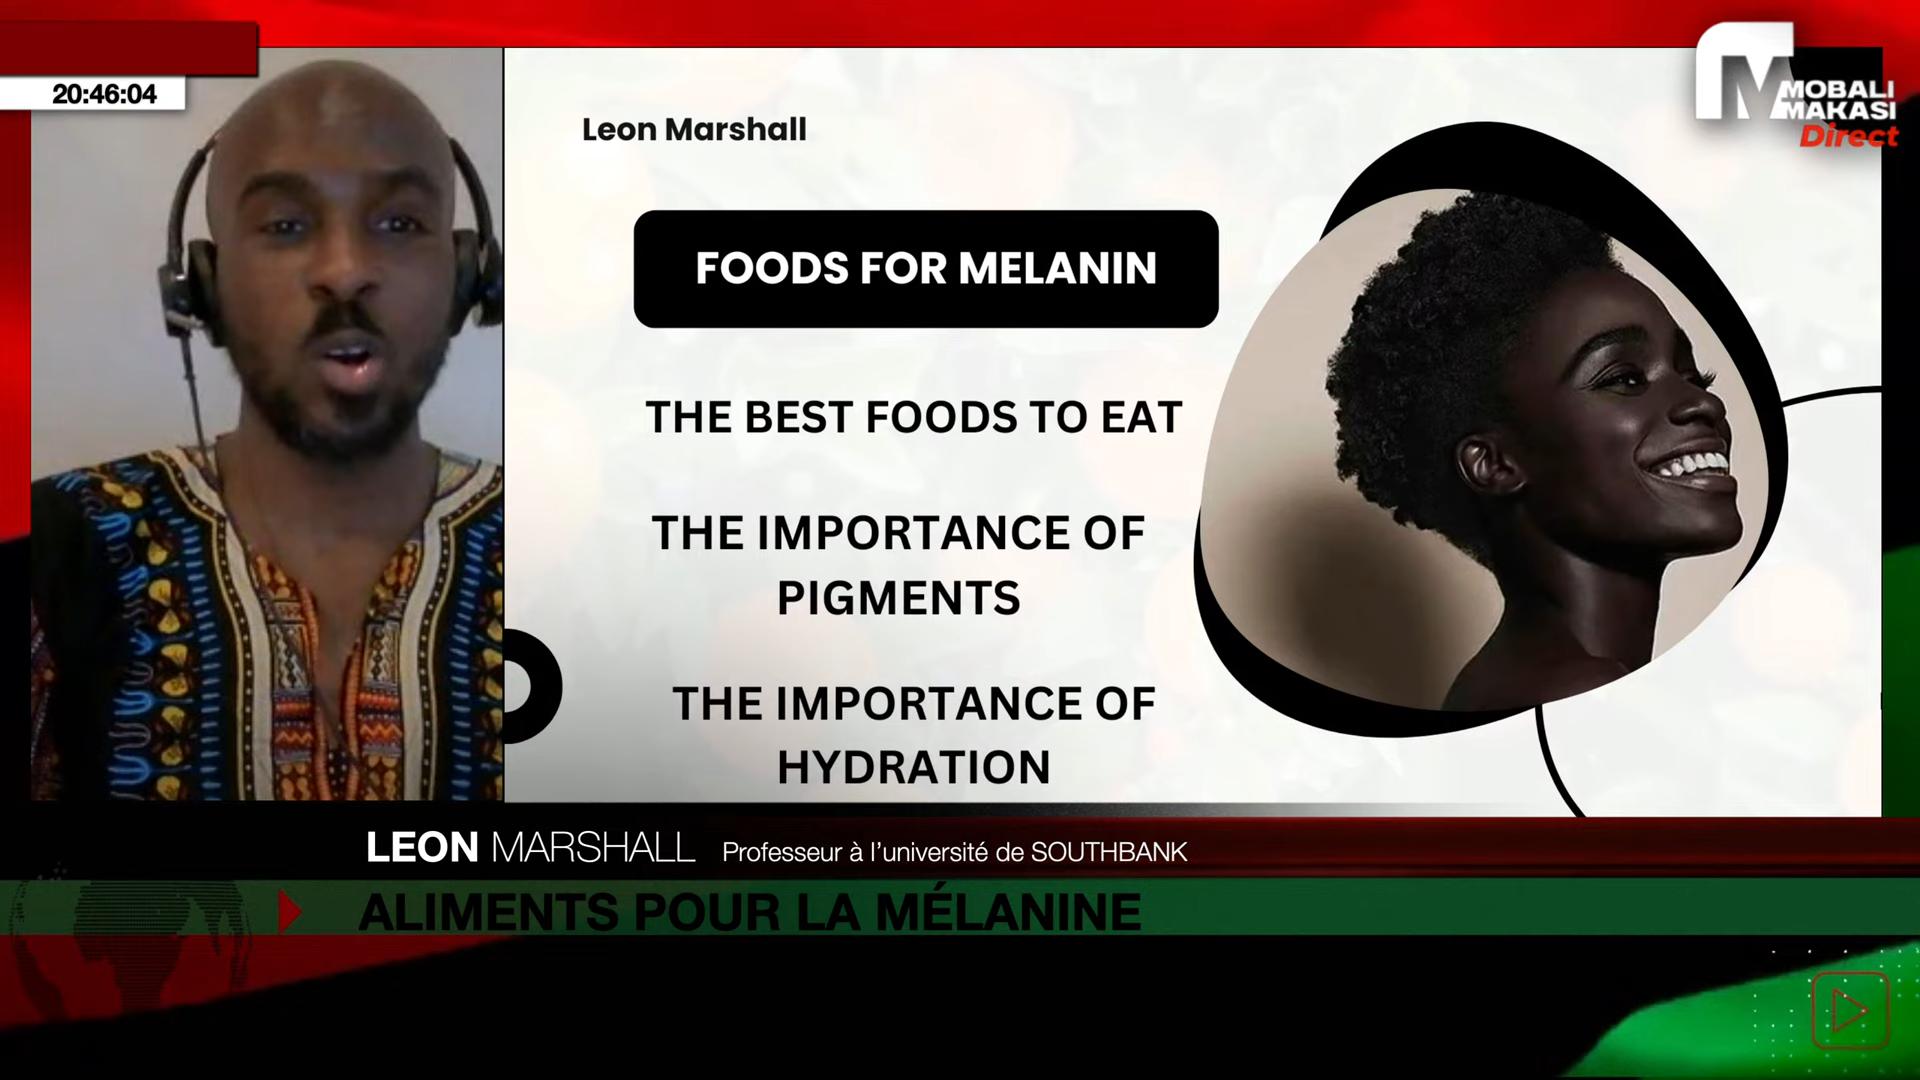 20:46:04
MOBALI
MAKASI
Direct
Leon Marshall
FOODS FOR MELANIN
THE BEST FOODS TO EAT
THE IMPORTANCE OF
PIGMENTS
THE IMPORTANCE OF
HYDRATION
LEON MARSHALL Professeur à l'université de SOUTHBANK
ALIMENTS POUR LA MÉLANINE